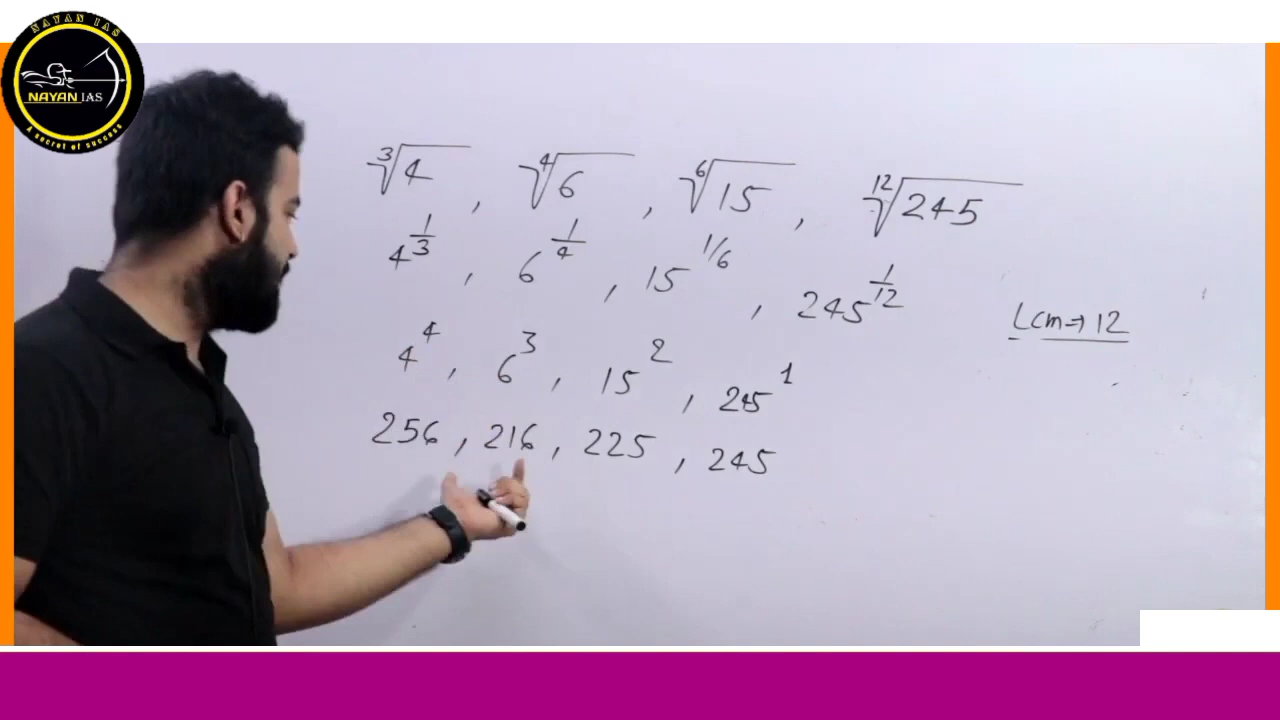 NAYAN IAS
NAYAN IAS
A secret of success
∛4 , ∜6 , ⁶√15 , ¹²√245
4^(1/3) , 6^(1/4) , 15^(1/6) , 245^(1/12)
Lcm → 12
4⁴ , 6³ , 15² , 245¹
256 , 216 , 225 , 245